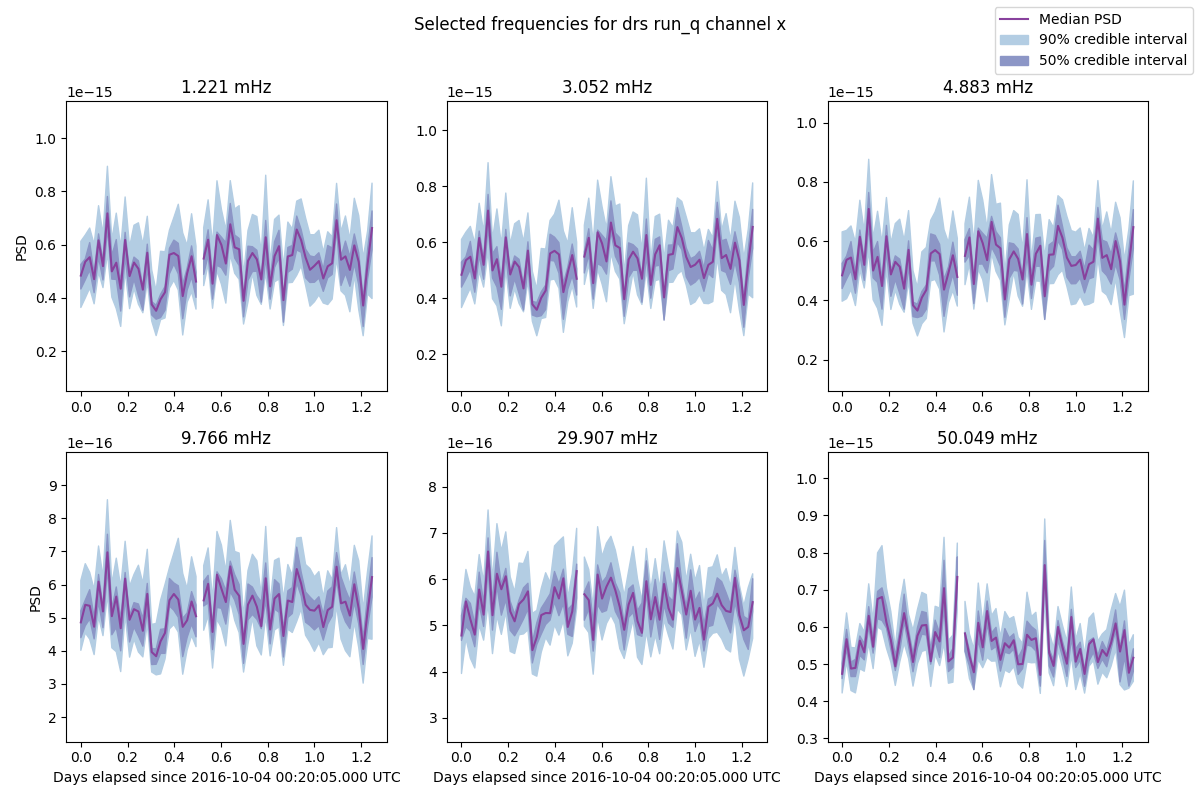 Selected frequencies for drs run_q channel x
Median PSD
90% credible interval
50% credible interval
1.221 mHz
1e−15
PSD
1.0
0.8
0.6
0.4
0.2
0.0 0.2 0.4 0.6 0.8 1.0 1.2
3.052 mHz
1e−15
1.0
0.8
0.6
0.4
0.2
0.0 0.2 0.4 0.6 0.8 1.0 1.2
4.883 mHz
1e−15
1.0
0.8
0.6
0.4
0.2
0.0 0.2 0.4 0.6 0.8 1.0 1.2
9.766 mHz
1e−16
PSD
9
8
7
6
5
4
3
2
0.0 0.2 0.4 0.6 0.8 1.0 1.2
Days elapsed since 2016-10-04 00:20:05.000 UTC
29.907 mHz
1e−16
8
7
6
5
4
3
0.0 0.2 0.4 0.6 0.8 1.0 1.2
Days elapsed since 2016-10-04 00:20:05.000 UTC
50.049 mHz
1e−15
1.0
0.9
0.8
0.7
0.6
0.5
0.4
0.3
0.0 0.2 0.4 0.6 0.8 1.0 1.2
Days elapsed since 2016-10-04 00:20:05.000 UTC